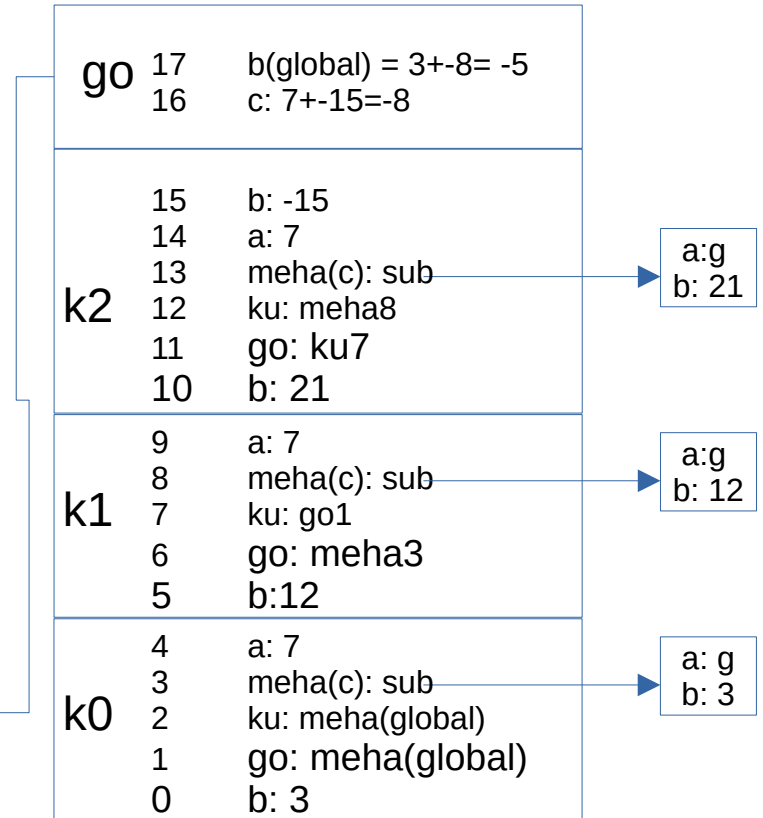 go 17 b(global) = 3+-8= -5
16 c: 7+-15=-8
15 b: -15
14 a: 7
13 meha(c): sub
k2 12 ku: meha8
11 go: ku7
10 b: 21
a:g
b: 21
9 a: 7
8 meha(c): sub
k1 7 ku: go1
6 go: meha3
5 b:12
a:g
b: 12
4 a: 7
3 meha(c): sub
k0 2 ku: meha(global)
1 go: meha(global)
0 b: 3
a: g
b: 3